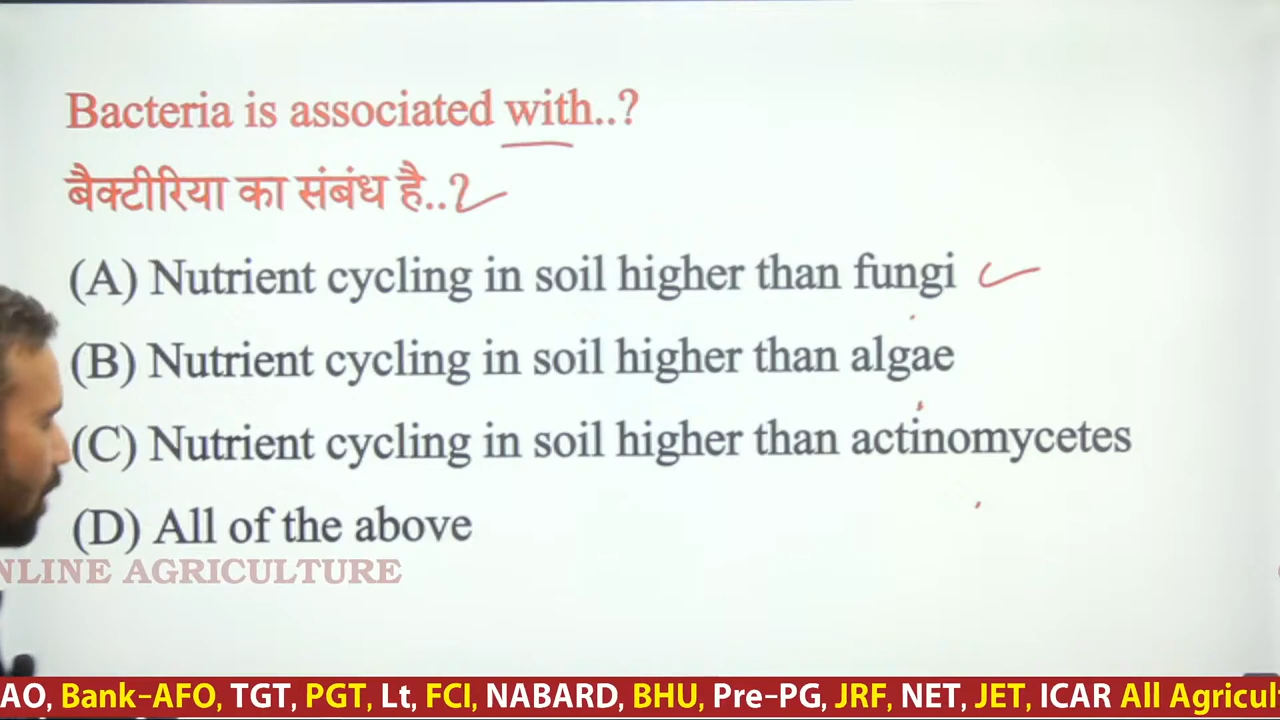 Bacteria is associated with..?
बैक्टीरिया का संबंध है..?
(A) Nutrient cycling in soil higher than fungi
(B) Nutrient cycling in soil higher than algae
(C) Nutrient cycling in soil higher than actinomycetes
(D) All of the above
NLINE AGRICULTURE
AO, Bank-AFO, TGT, PGT, Lt, FCI, NABARD, BHU, Pre-PG, JRF, NET, JET, ICAR All Agricul